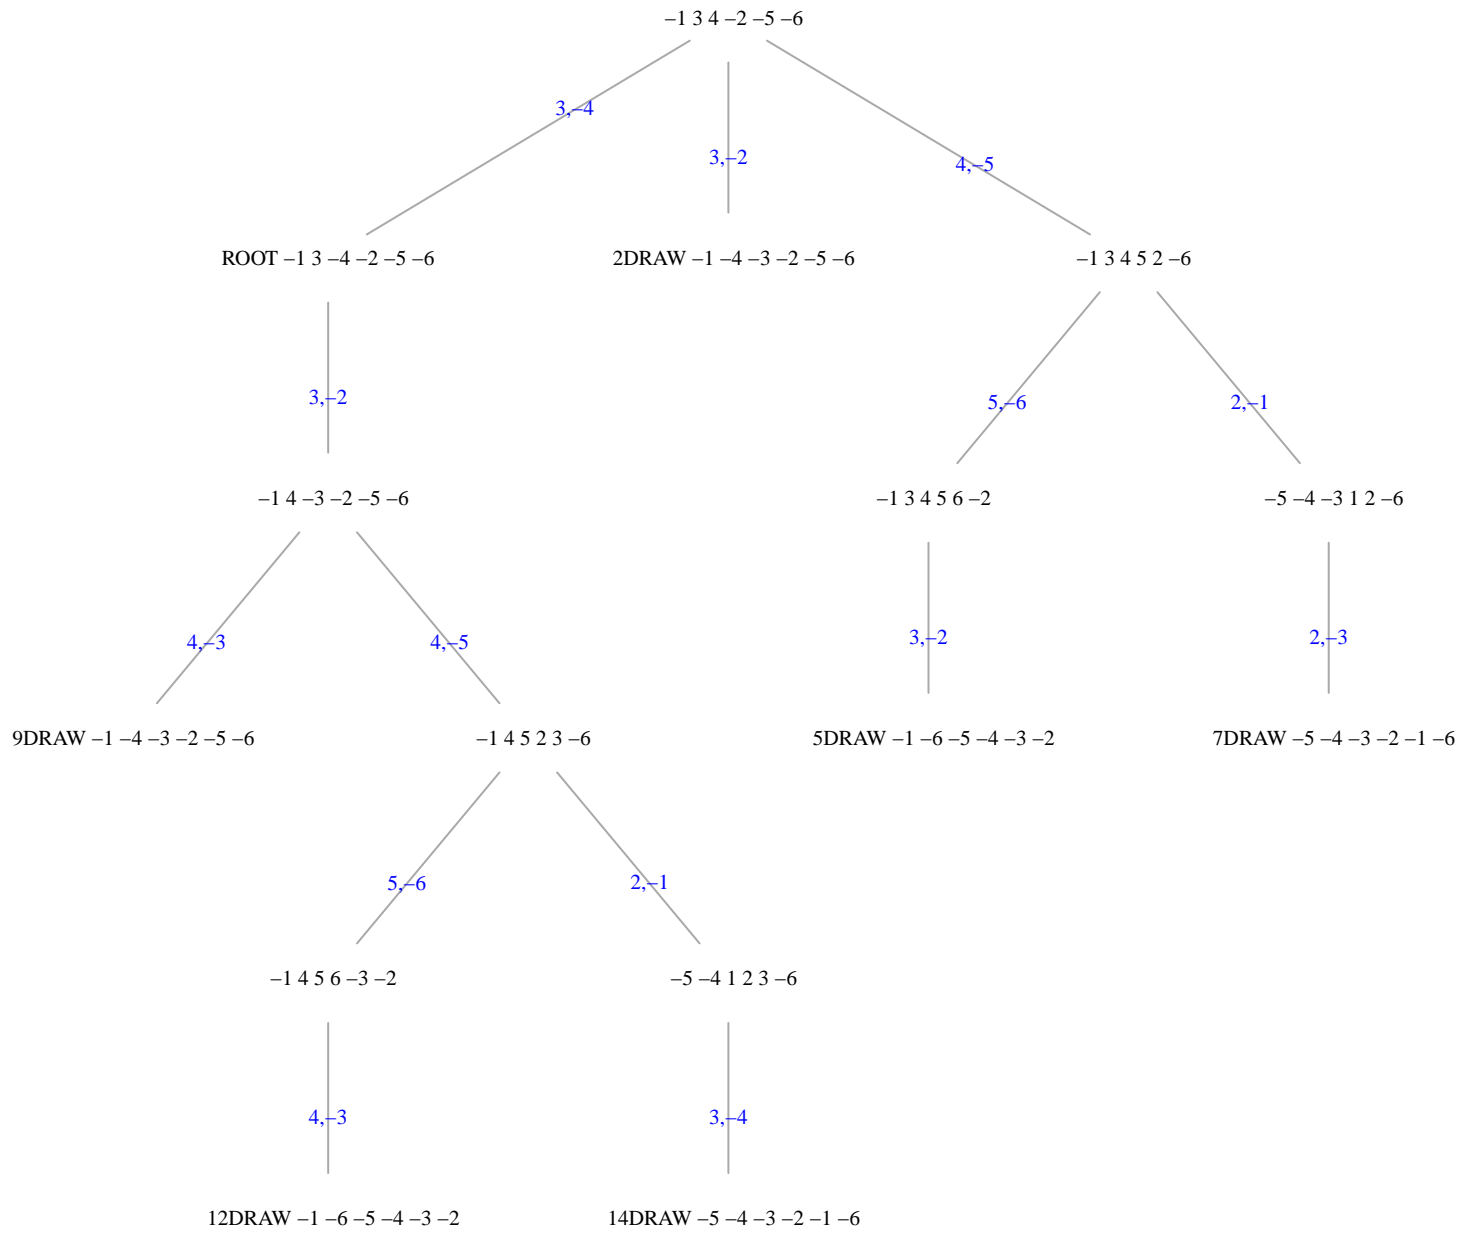 –1 3 4 –2 –5 –6
3,–4
3,–2
4,–5
ROOT –1 3 –4 –2 –5 –6
2DRAW –1 –4 –3 –2 –5 –6
–1 3 4 5 2 –6
3,–2
5,–6
2,–1
–1 4 –3 –2 –5 –6
–1 3 4 5 6 –2
–5 –4 –3 1 2 –6
4,–3
4,–5
3,–2
2,–3
9DRAW –1 –4 –3 –2 –5 –6
–1 4 5 2 3 –6
5DRAW –1 –6 –5 –4 –3 –2
7DRAW –5 –4 –3 –2 –1 –6
5,–6
2,–1
–1 4 5 6 –3 –2
–5 –4 1 2 3 –6
4,–3
3,–4
12DRAW –1 –6 –5 –4 –3 –2
14DRAW –5 –4 –3 –2 –1 –6